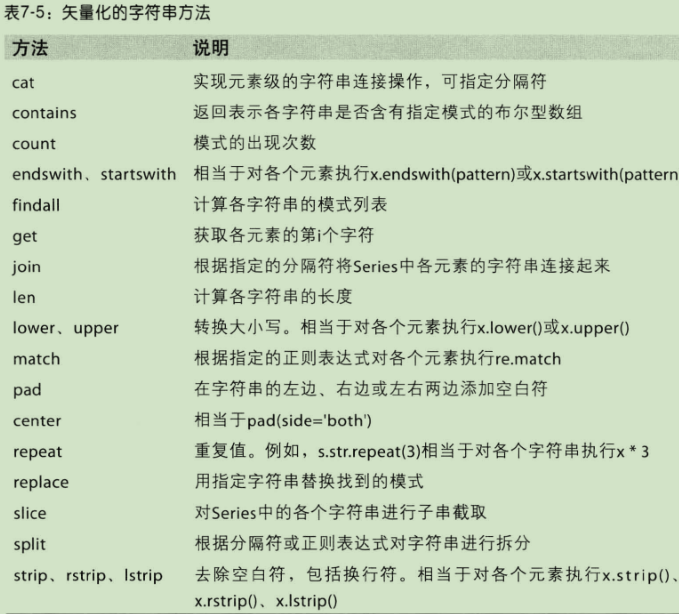 表7-5：矢量化的字符串方法
方法 说明
cat 实现元素级的字符串连接操作，可指定分隔符
contains 返回表示各字符串是否含有指定模式的布尔型数组
count 模式的出现次数
endswith、startswith 相当于对各个元素执行x.endswith(pattern)或x.startswith(pattern
findall 计算各字符串的模式列表
get 获取各元素的第i个字符
join 根据指定的分隔符将Series中各元素的字符串连接起来
len 计算各字符串的长度
lower、upper 转换大小写。相当于对各个元素执行x.lower()或x.upper()
match 根据指定的正则表达式对各个元素执行re.match
pad 在字符串的左边、右边或左右两边添加空白符
center 相当于pad(side='both')
repeat 重复值。例如，s.str.repeat(3)相当于对各个字符串执行x * 3
replace 用指定字符串替换找到的模式
slice 对Series中的各个字符串进行子串截取
split 根据分隔符或正则表达式对字符串进行拆分
strip、rstrip、lstrip 去除空白符，包括换行符。相当于对各个元素执行x.strip()、
x.rstrip()、x.lstrip()